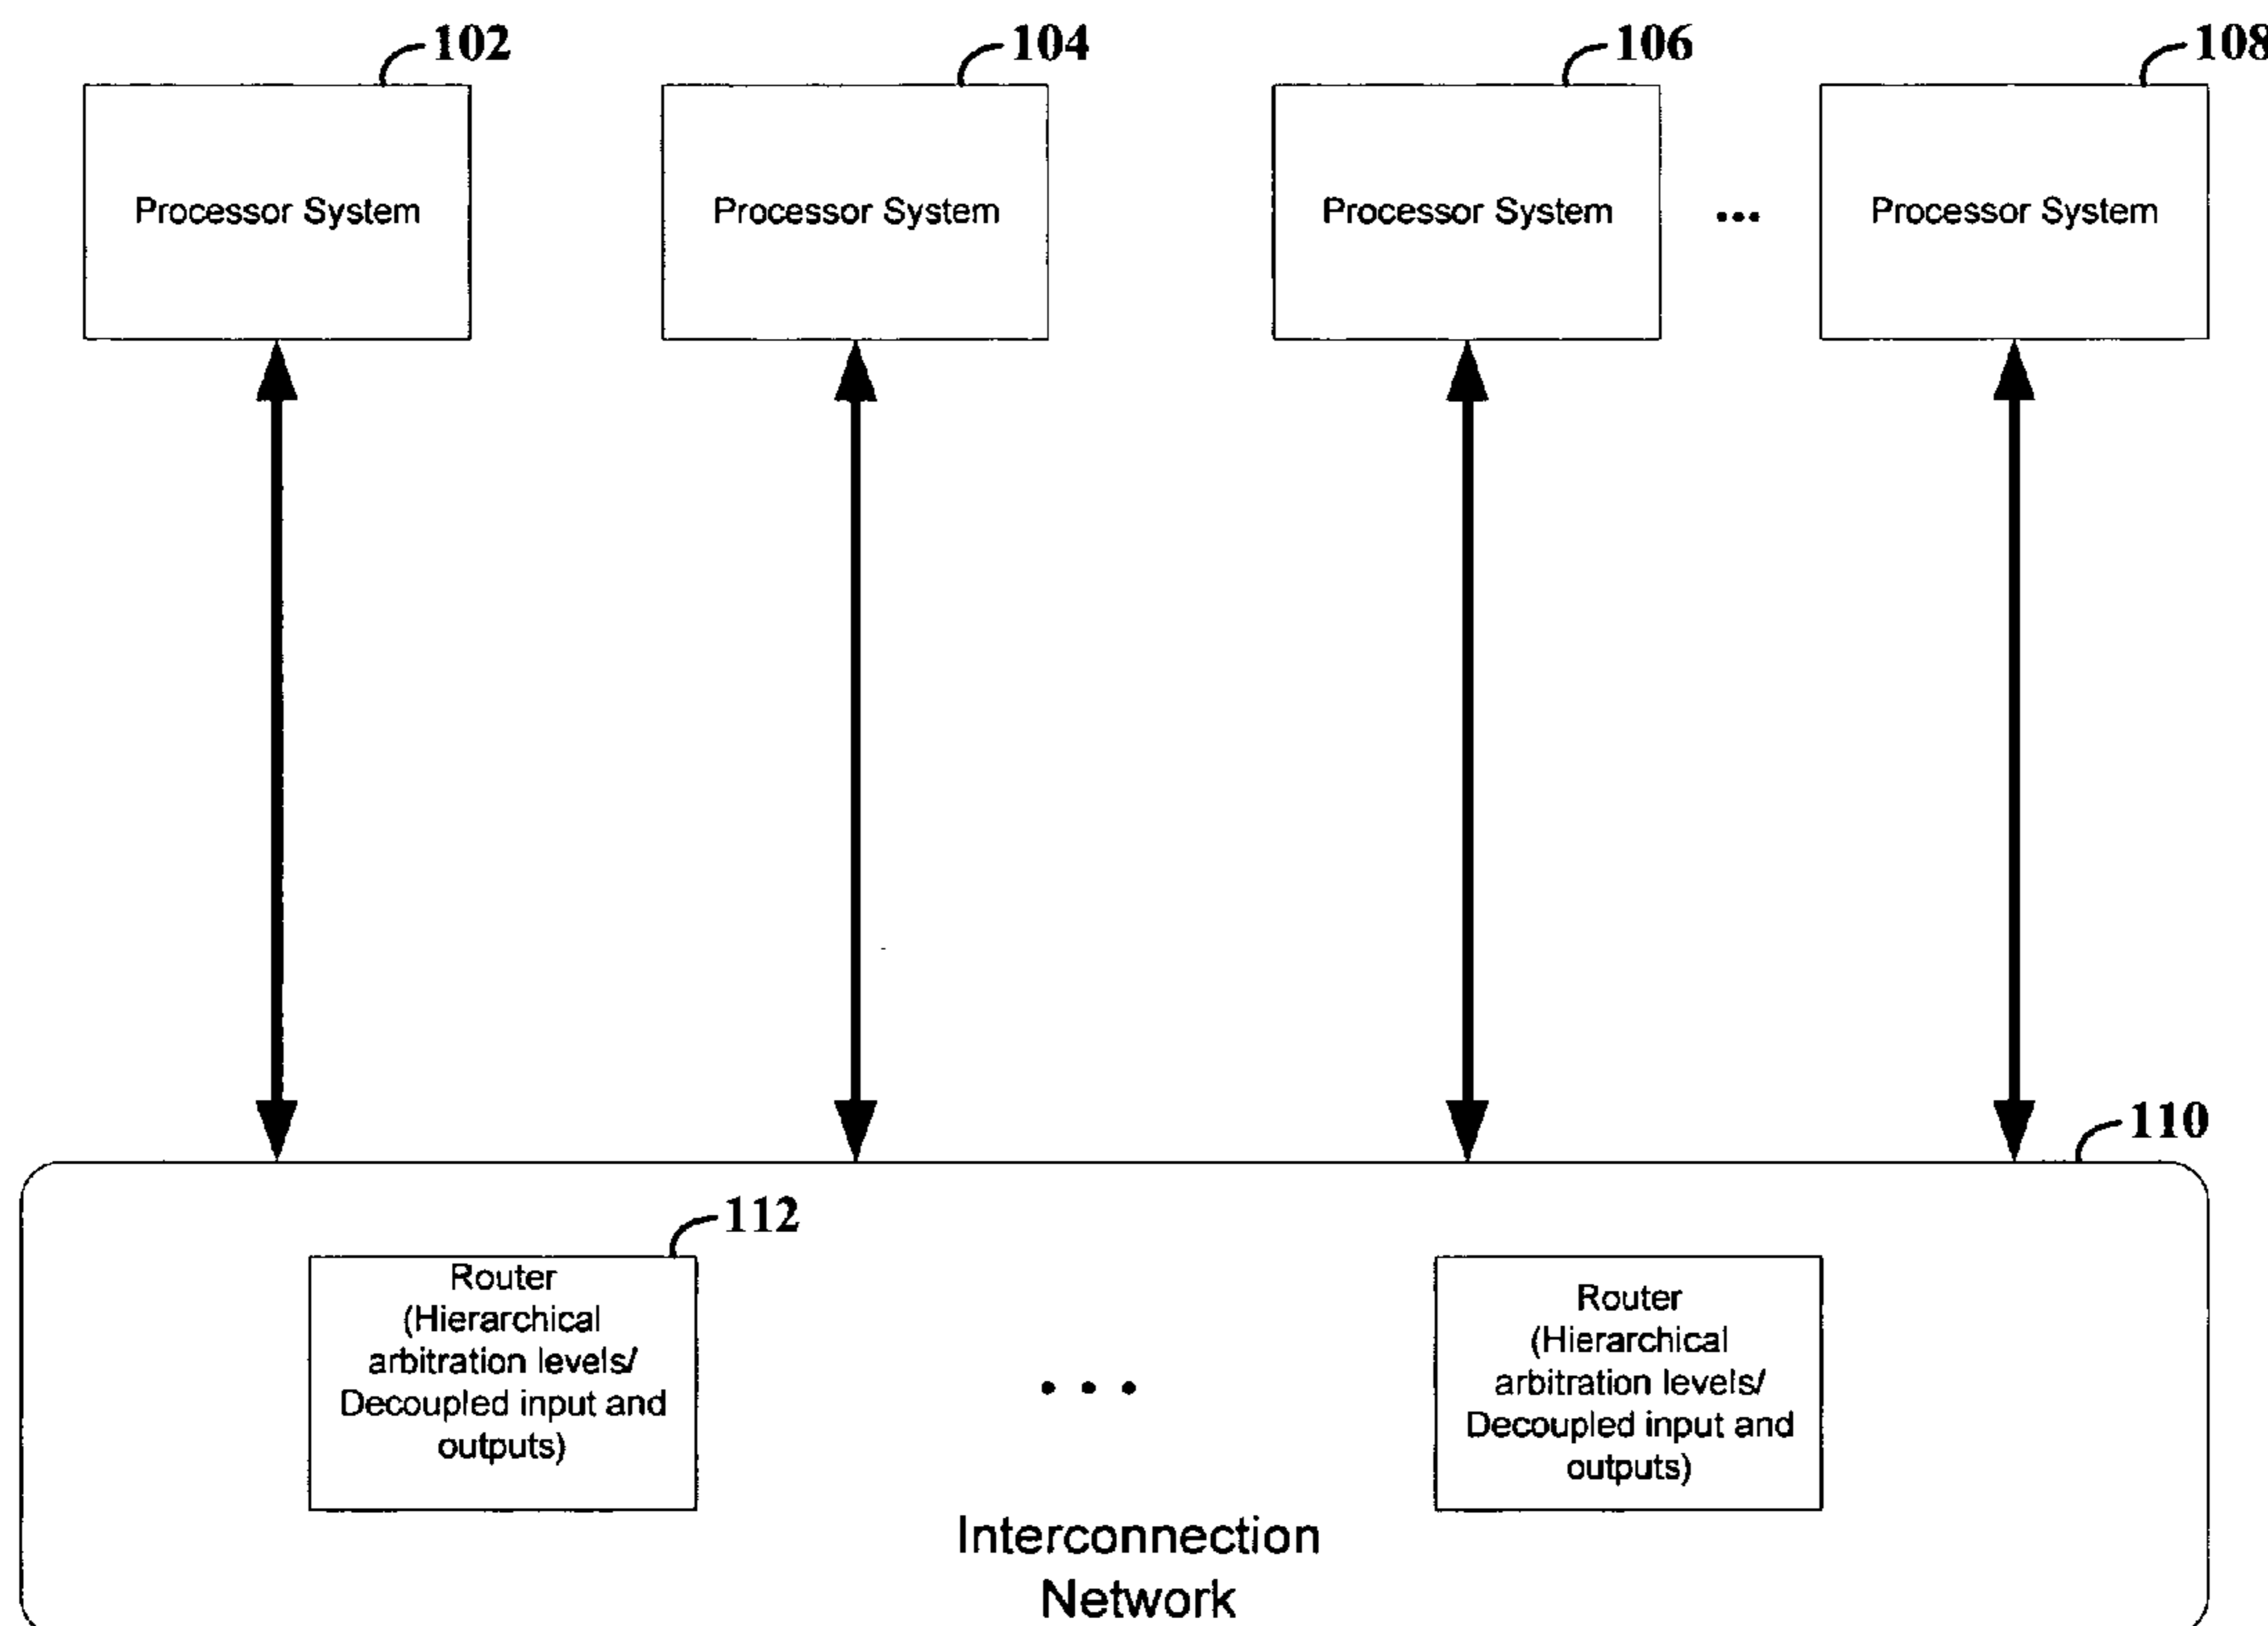 102
104
106
108
Processor System
Processor System
Processor System
...
Processor System
110
112
Router
(Hierarchical
arbitration levels/
Decoupled input and
outputs)
. . .
Router
(Hierarchical
arbitration levels/
Decoupled input and
outputs)
Interconnection
Network